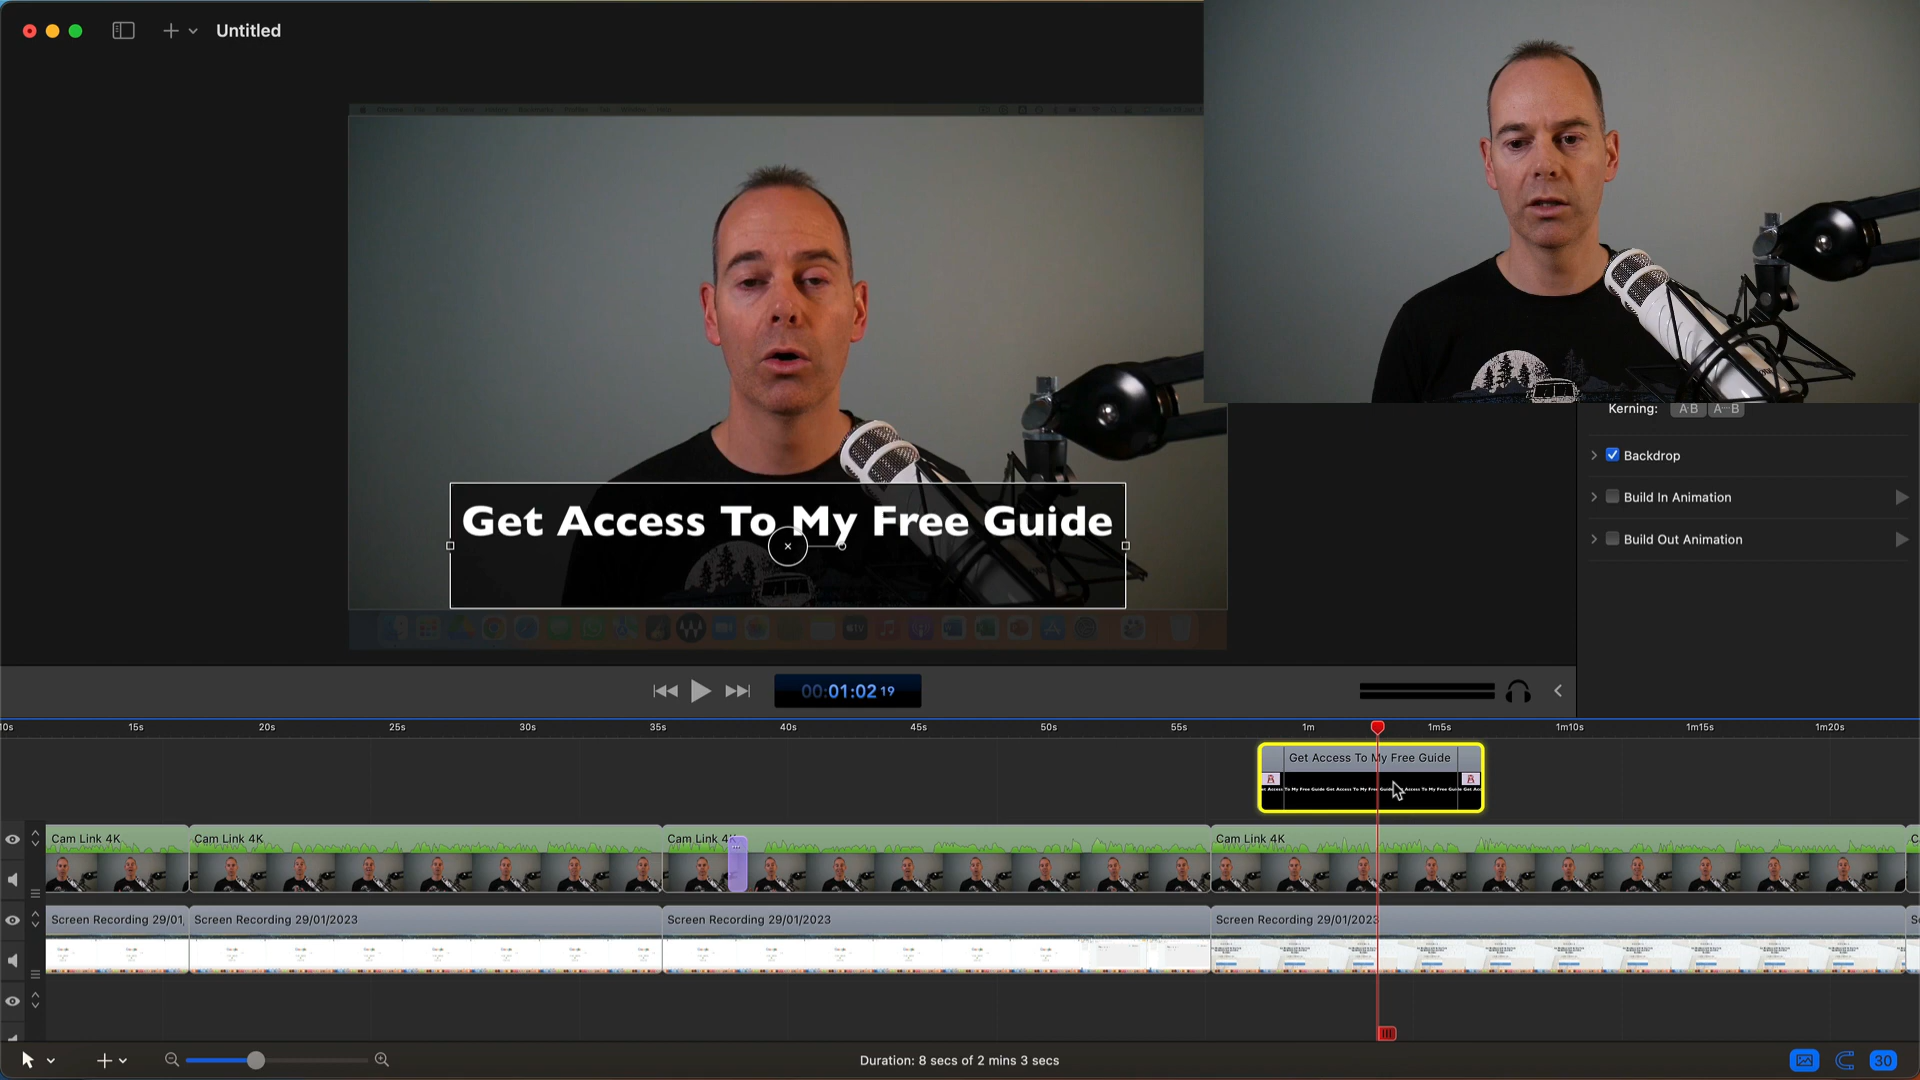 Untitled
Get Access To My Free Guide
Kerning:
A·B
A···B
Backdrop
Build In Animation
Build Out Animation
00:01:02 19
10s
15s
20s
25s
30s
35s
40s
45s
50s
55s
1m
1m5s
1m10s
1m15s
1m20s
Get Access To My Free Guide
Cam Link 4K
Cam Link 4K
Cam Link 4K
Cam Link 4K
Screen Recording 29/01,
Screen Recording 29/01/2023
Screen Recording 29/01/2023
Screen Recording 29/01/2023
Duration: 8 secs of 2 mins 3 secs
30